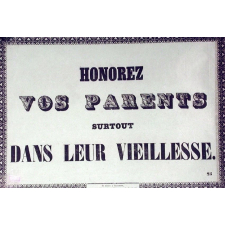 HONOREZ
VOS PARENTS
SURTOUT
DANS LEUR VIEILLESSE.